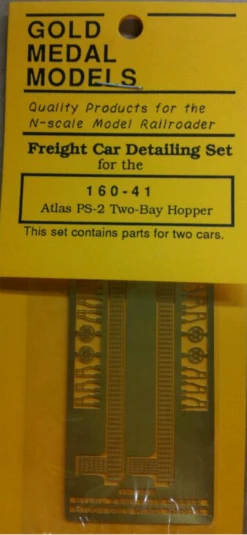 GOLD
MEDAL
MODELS
Quality Products for the
N-scale Model Railroader
Freight Car Detailing Set
for the
160-41
Atlas PS-2 Two-Bay Hopper
This set contains parts for two cars.